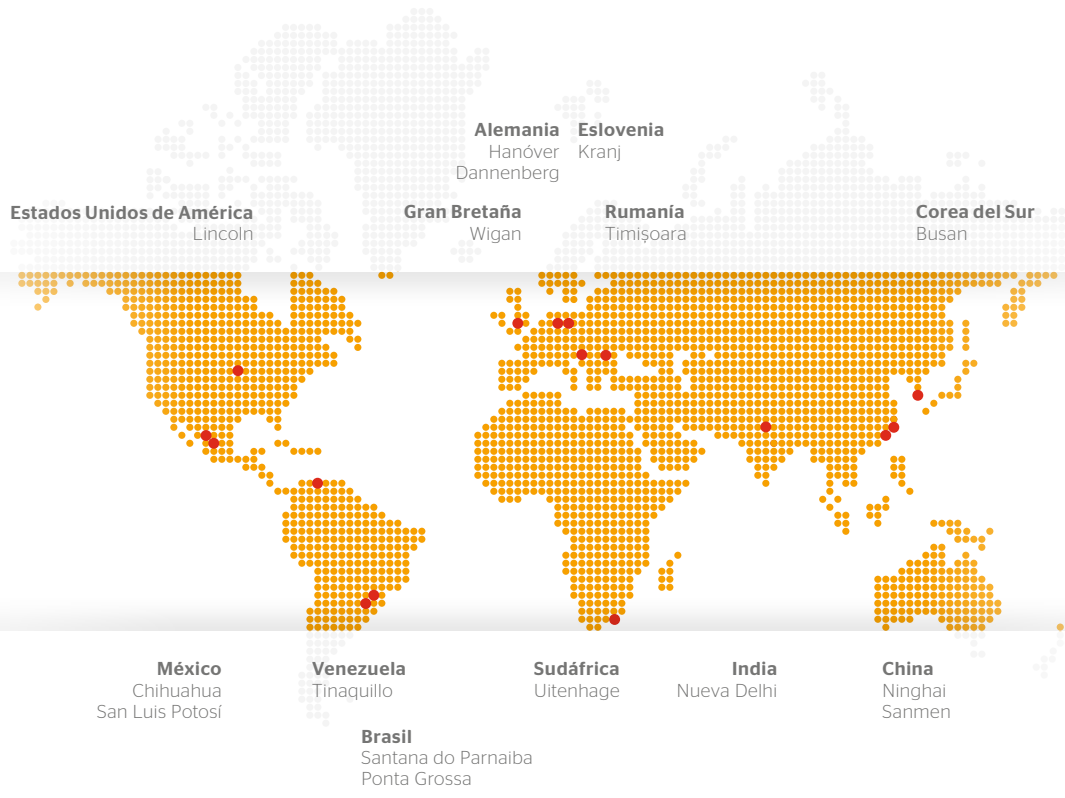 Alemania
Hanóver
Dannenberg
Eslovenia
Kranj
Estados Unidos de América
Lincoln
Gran Bretaña
Wigan
Rumanía
Timișoara
Corea del Sur
Busan
México
Chihuahua
San Luis Potosí
Venezuela
Tinaquillo
Sudáfrica
Uitenhage
India
Nueva Delhi
China
Ninghai
Sanmen
Brasil
Santana do Parnaiba
Ponta Grossa